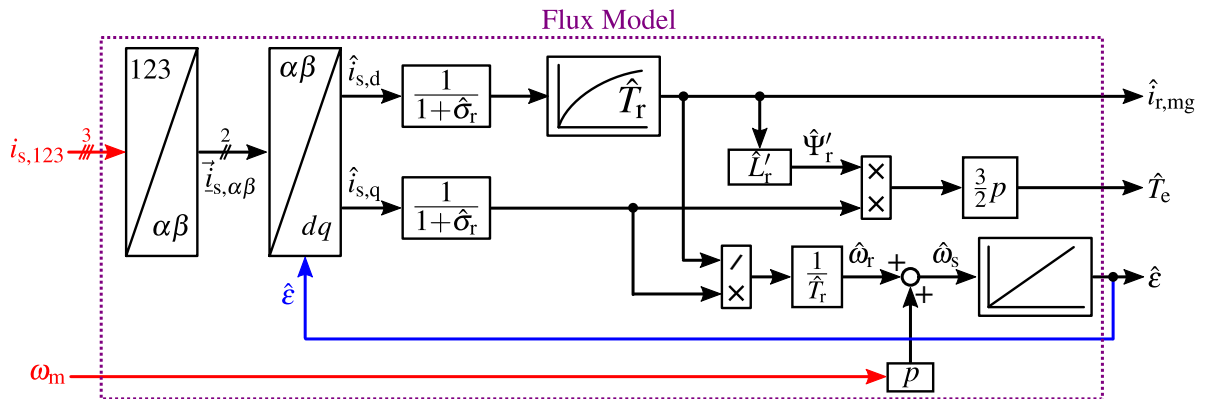 Flux Model
123
αβ
i_s,123
3
2
i⃗_s,αβ
αβ
dq
î_s,d
î_s,q
1
1+σ̂_r
1
1+σ̂_r
T̂_r
î_r,mg
L̂′_r
Ψ̂′_r
×
×
3/2 p
T̂_e
∕
×
1
T̂_r
ω̂_r
+
+
ω̂_s
ε̂
ε̂
ω_m
p